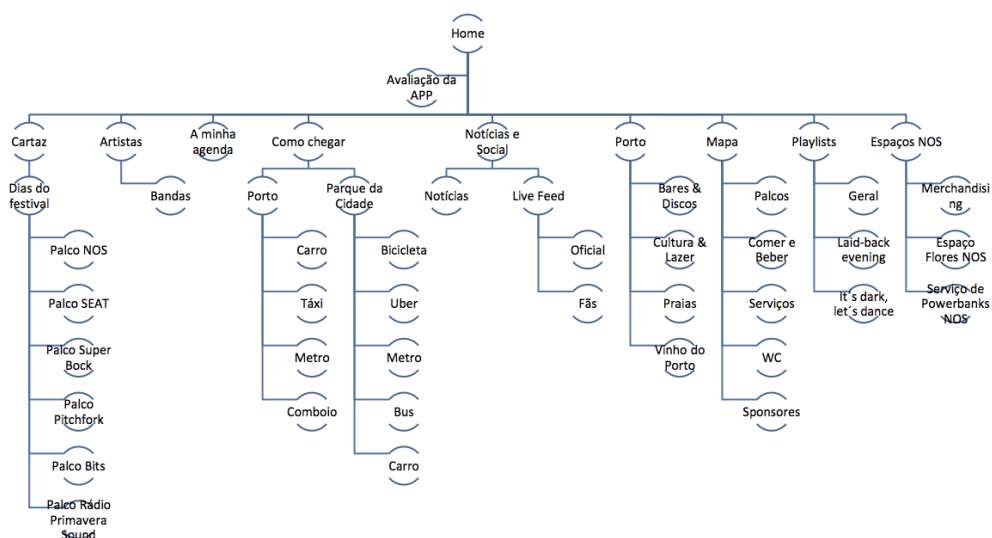 Home
Avaliação da
APP
Cartaz
Artistas
A minha
agenda
Como chegar
Notícias e
Social
Porto
Mapa
Playlists
Espaços NOS
Dias do
festival
Bandas
Porto
Parque da
Cidade
Notícias
Live Feed
Bares &
Discos
Palcos
Geral
Merchandisi
ng
Palco NOS
Carro
Bicicleta
Oficial
Cultura &
Lazer
Comer e
Beber
Laid-back
evening
Espaço
Flores NOS
Palco SEAT
Táxi
Uber
Fãs
Praias
Serviços
It´s dark,
let´s dance
Serviço de
Powerbanks
NOS
Palco Super
Bock
Metro
Metro
Vinho do
Porto
WC
Palco
Pitchfork
Comboio
Bus
Sponsores
Palco Bits
Carro
Palco Rádio
Primavera
Sound